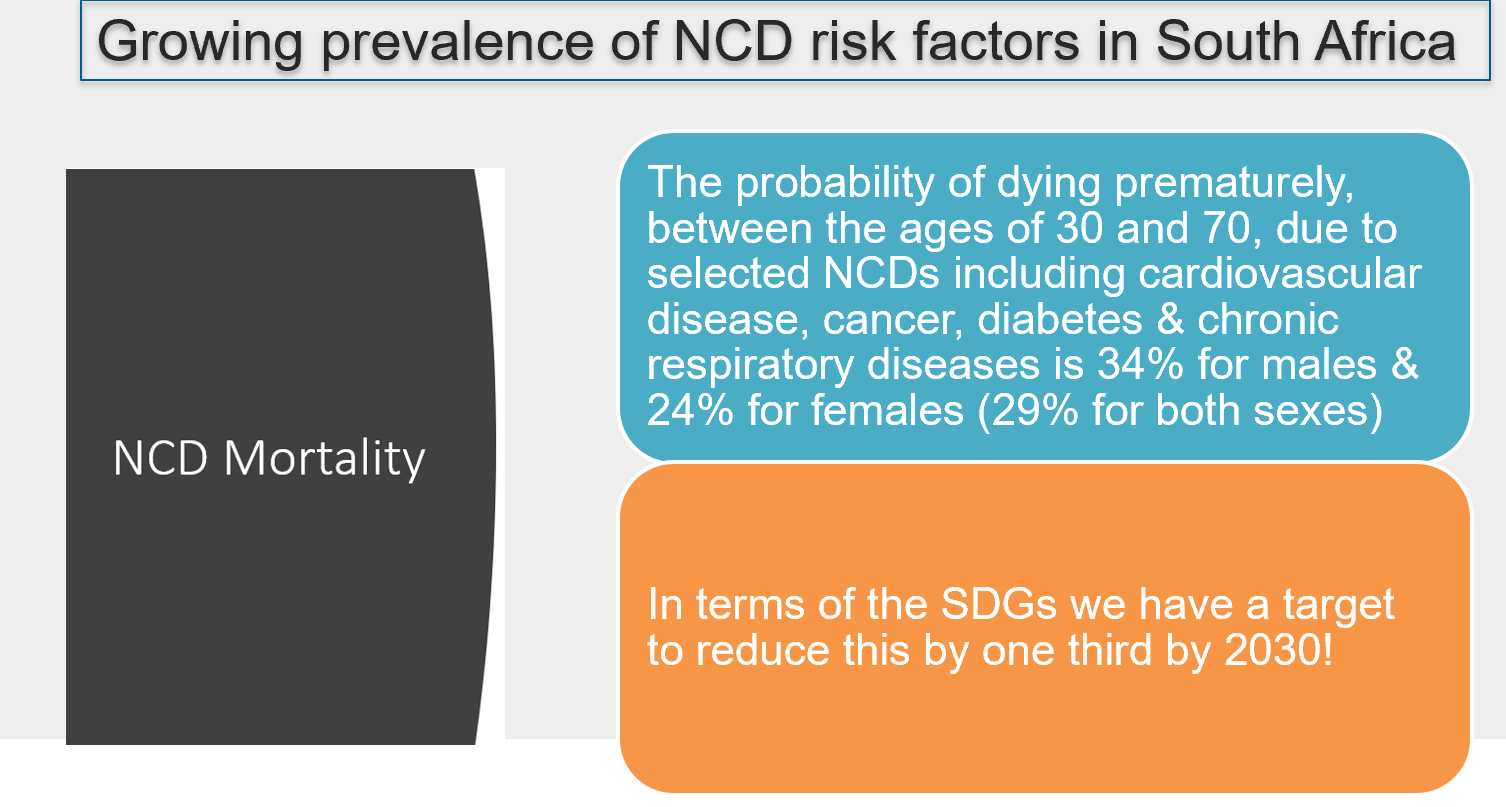 Growing prevalence of NCD risk factors in South Africa
NCD Mortality
The probability of dying prematurely,
between the ages of 30 and 70, due to
selected NCDs including cardiovascular
disease, cancer, diabetes & chronic
respiratory diseases is 34% for males &
24% for females (29% for both sexes)
In terms of the SDGs we have a target
to reduce this by one third by 2030!